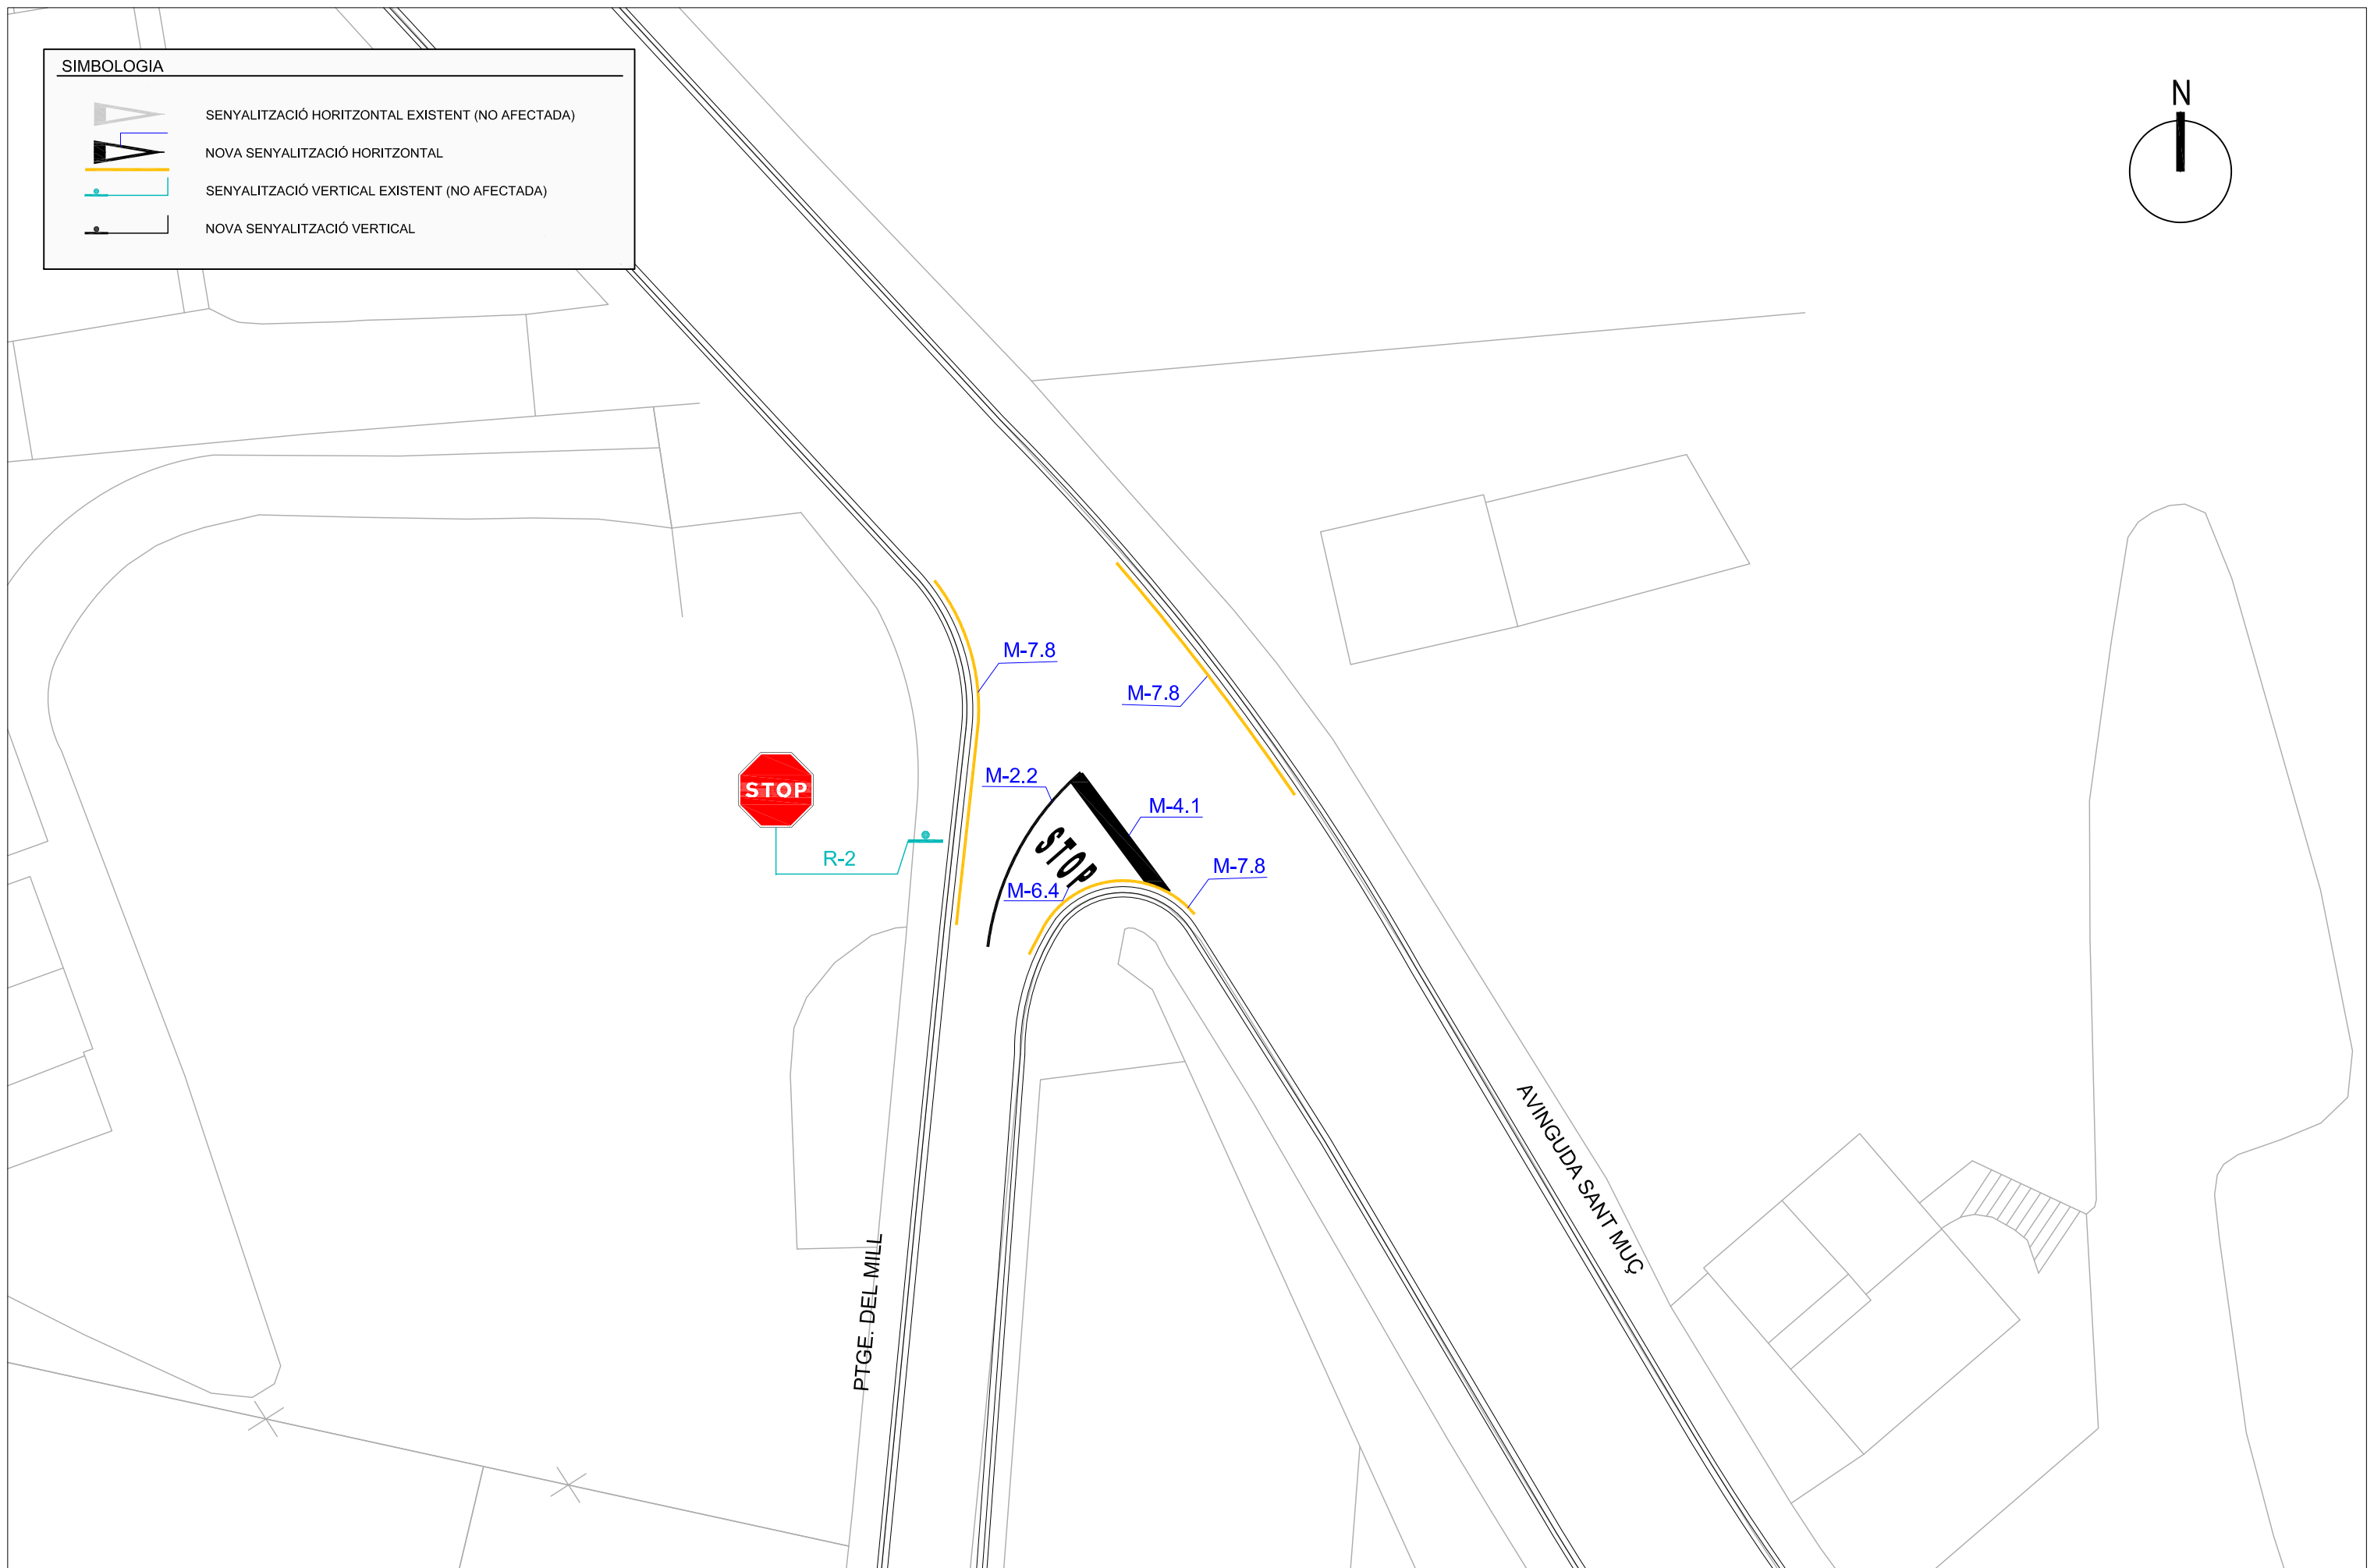 SIMBOLOGIA
SENYALITZACIÓ HORITZONTAL EXISTENT (NO AFECTADA)
NOVA SENYALITZACIÓ HORITZONTAL
SENYALITZACIÓ VERTICAL EXISTENT (NO AFECTADA)
NOVA SENYALITZACIÓ VERTICAL
N
M-7.8
M-7.8
M-2.2
STOP
M-4.1
STOP
R-2
M-7.8
M-6.4
AVINGUDA SANT MUÇ
PTGE. DEL MILL